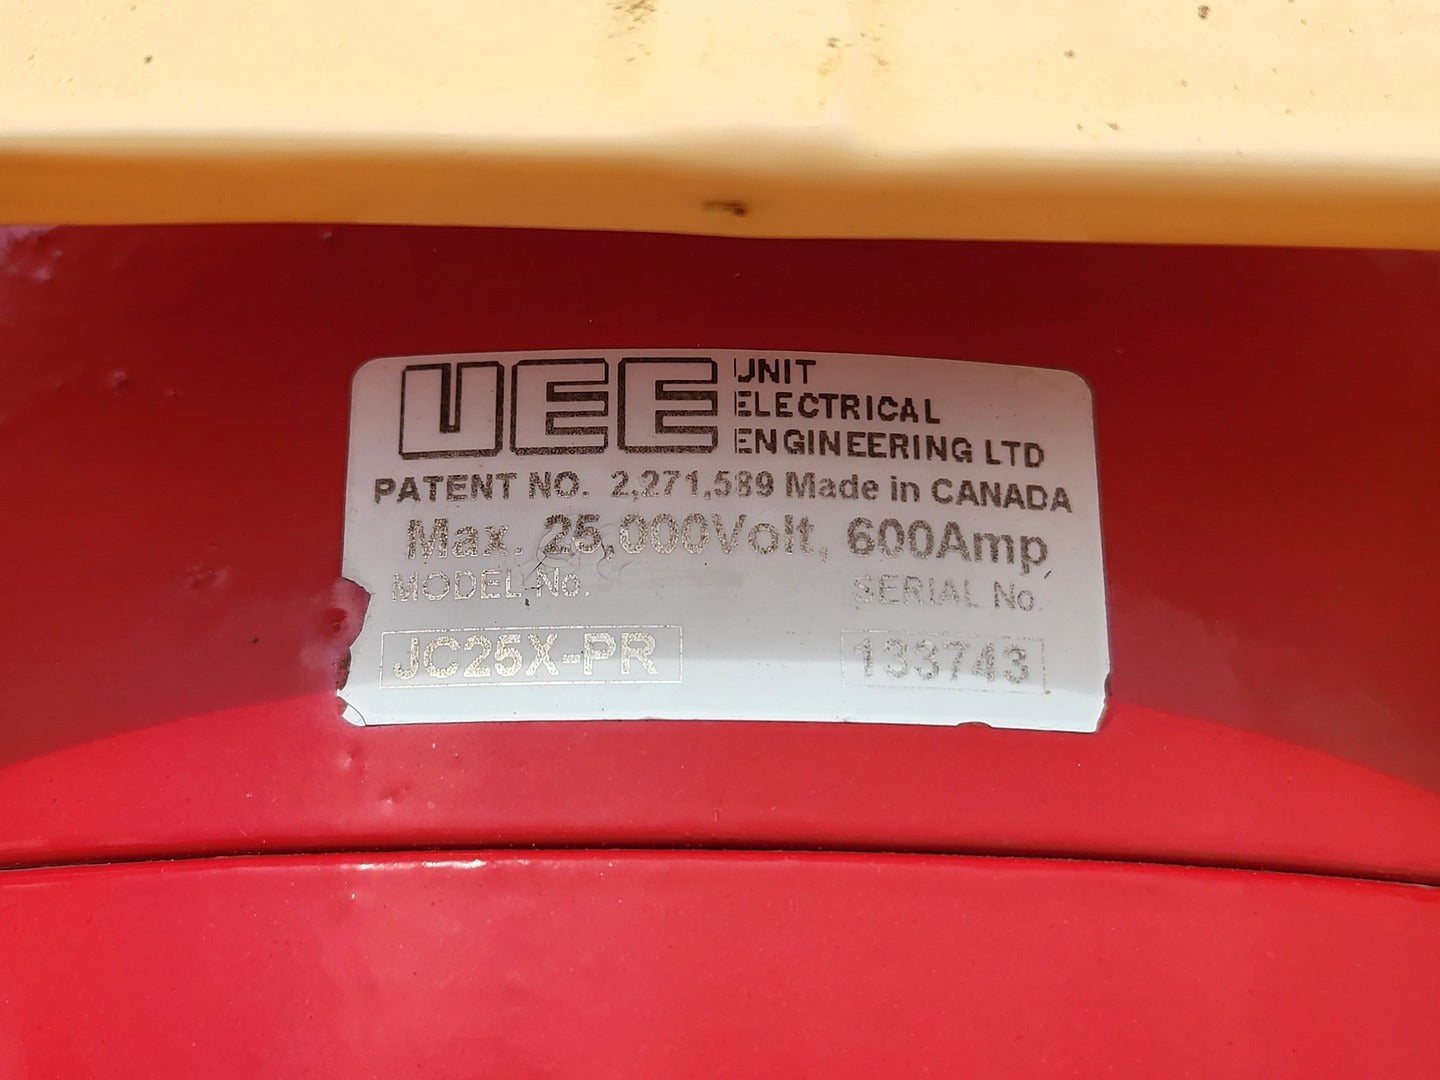 UEE UNIT
ELECTRICAL
ENGINEERING LTD
PATENT NO. 2,271,589 Made in CANADA
Max. 25,000Volt, 600Amp
MODEL No. SERIAL No.
JC25X-PR 133743